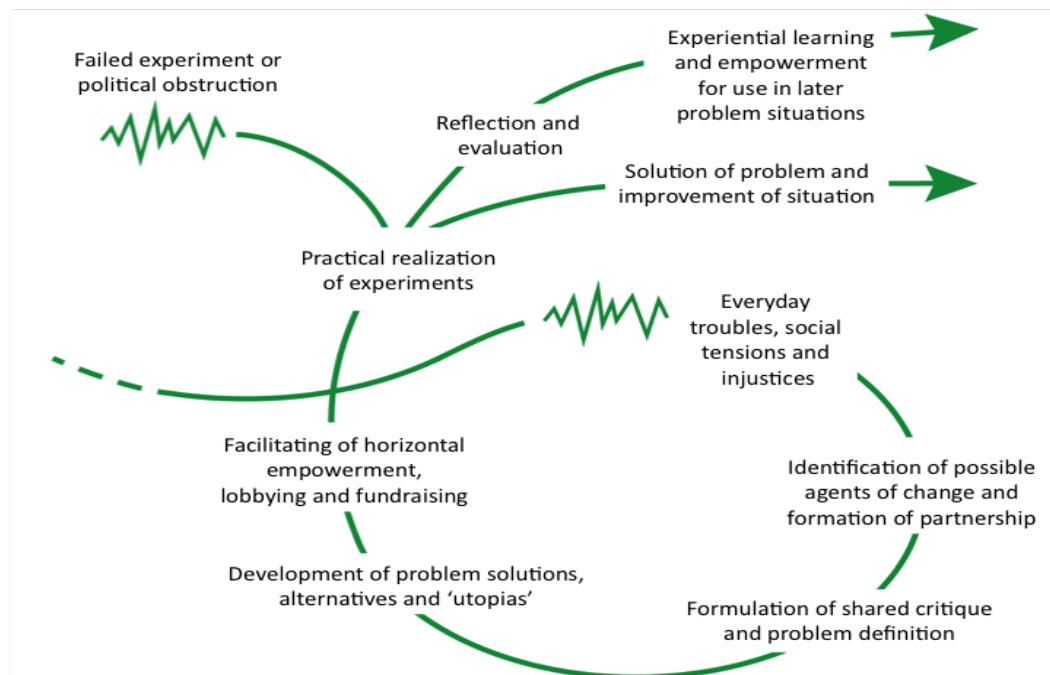 Failed experiment or
political obstruction
Experiential learning
and empowerment
for use in later
problem situations
Reflection and
evaluation
Solution of problem and
improvement of situation
Practical realization
of experiments
Everyday
troubles, social
tensions and
injustices
Facilitating of horizontal
empowerment,
lobbying and fundraising
Identification of possible
agents of change and
formation of partnership
Development of problem solutions,
alternatives and ‘utopias’
Formulation of shared critique
and problem definition